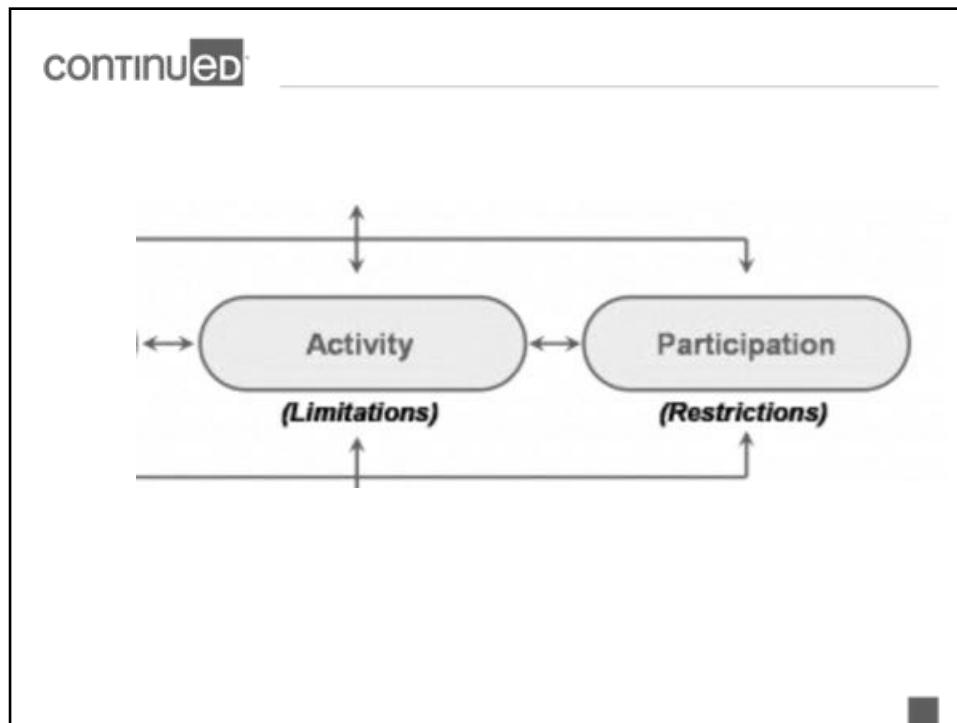 continued
Activity
Participation
(Limitations)
(Restrictions)